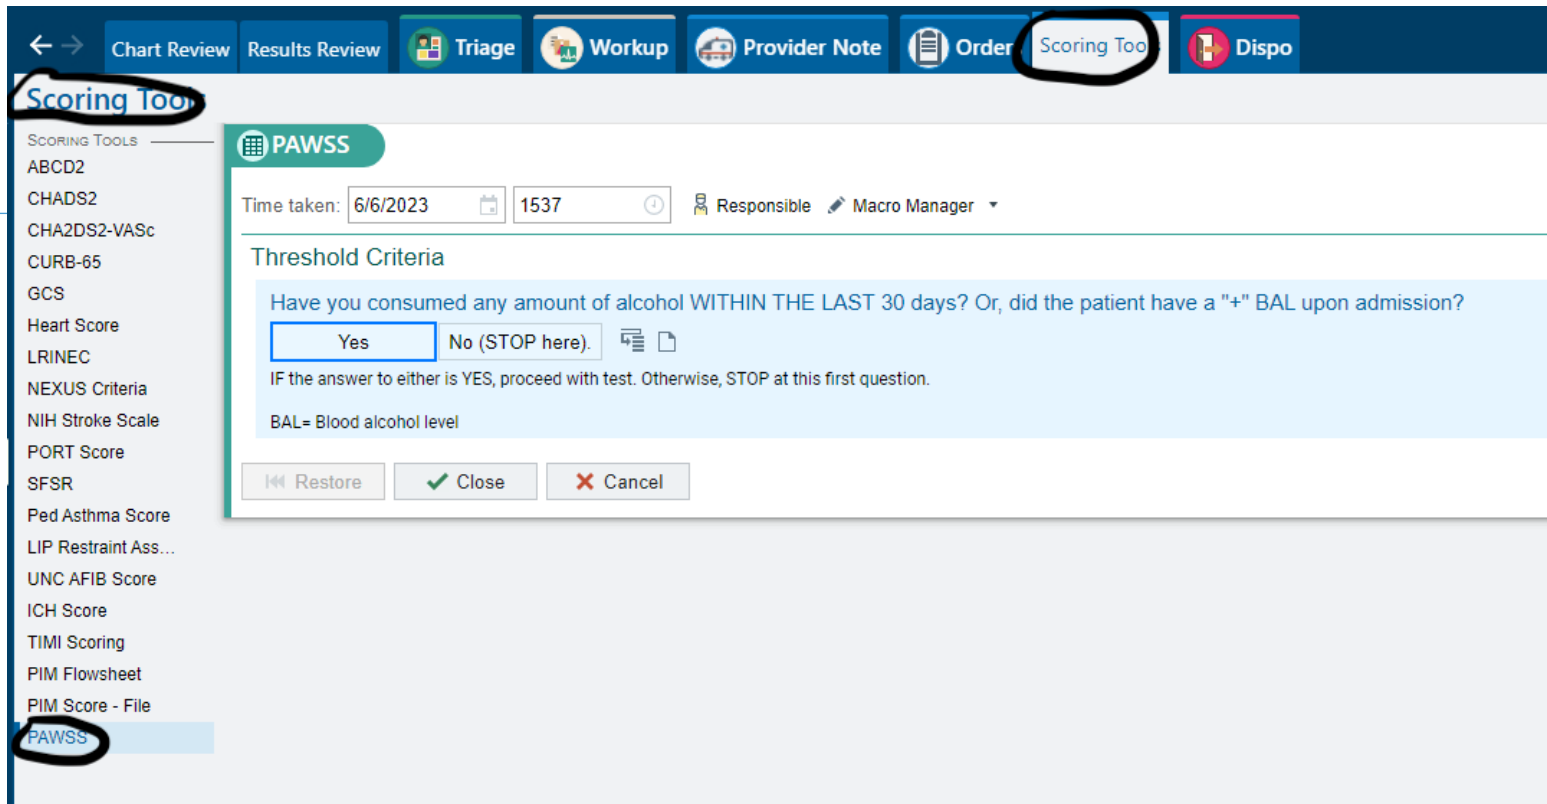 Chart Review Results Review Triage Workup Provider Note Order Scoring Too Dispo
Scoring Tools
SCORING TOOLS
ABCD2
CHADS2
CHA2DS2-VASc
CURB-65
GCS
Heart Score
LRINEC
NEXUS Criteria
NIH Stroke Scale
PORT Score
SFSR
Ped Asthma Score
LIP Restraint Ass...
UNC AFIB Score
ICH Score
TIMI Scoring
PIM Flowsheet
PIM Score - File
PAWSS
PAWSS
Time taken: 6/6/2023 1537 Responsible Macro Manager
Threshold Criteria
Have you consumed any amount of alcohol WITHIN THE LAST 30 days? Or, did the patient have a "+" BAL upon admission?
Yes No (STOP here).
IF the answer to either is YES, proceed with test. Otherwise, STOP at this first question.
BAL= Blood alcohol level
Restore Close Cancel